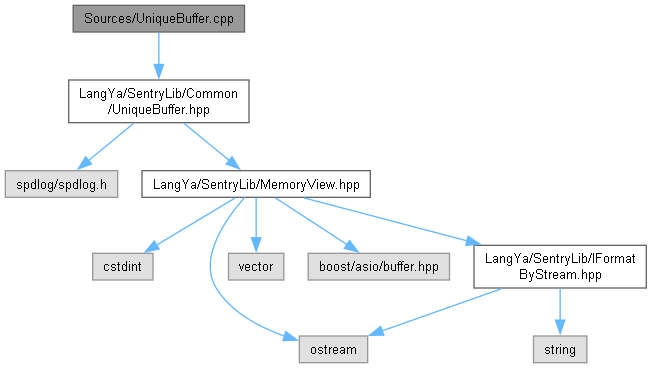 Sources/UniqueBuffer.cpp
LangYa/SentryLib/Common
/UniqueBuffer.hpp
spdlog/spdlog.h
LangYa/SentryLib/MemoryView.hpp
cstdint
vector
boost/asio/buffer.hpp
LangYa/SentryLib/IFormat
ByStream.hpp
ostream
string